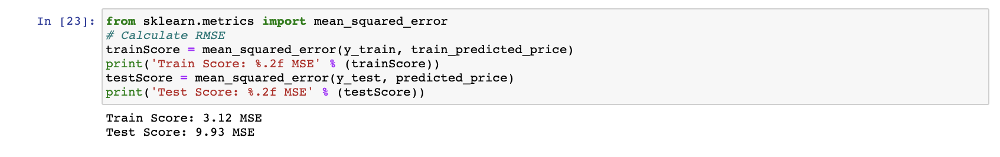 In [23]: from sklearn.metrics import mean_squared_error
# Calculate RMSE
trainScore = mean_squared_error(y_train, train_predicted_price)
print('Train Score: %.2f MSE' % (trainScore))
testScore = mean_squared_error(y_test, predicted_price)
print('Test Score: %.2f MSE' % (testScore))
Train Score: 3.12 MSE
Test Score: 9.93 MSE